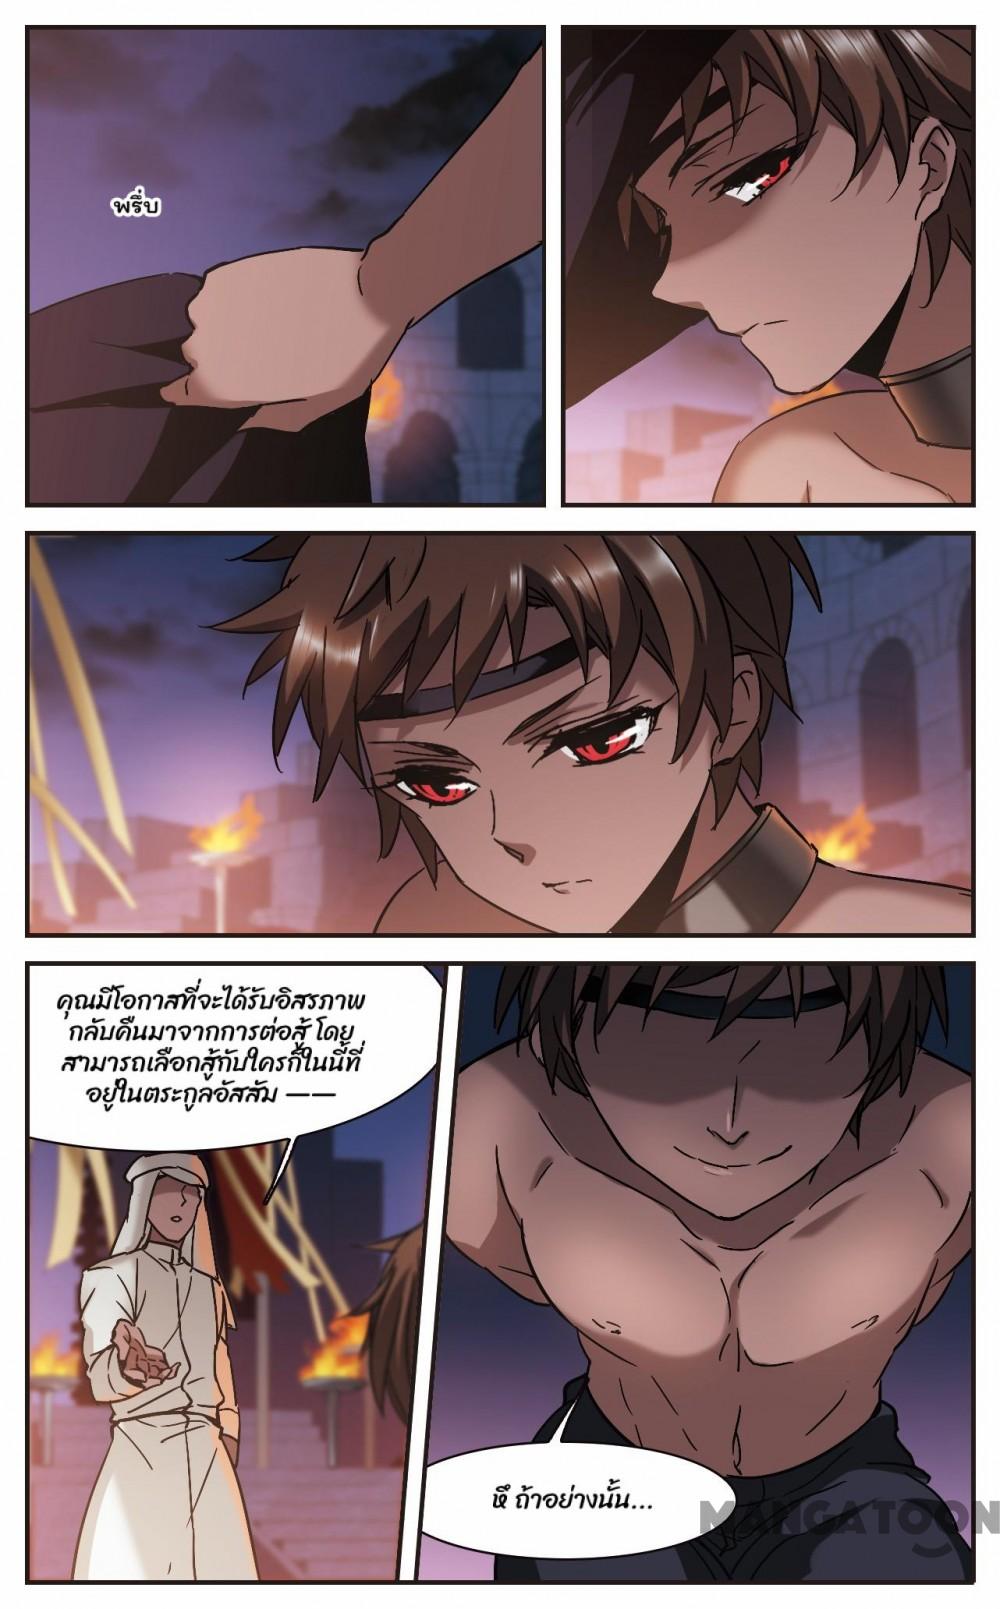 พรึ่บ
คุณมีโอกาสที่จะได้รับอิสรภาพ
กลับคืนมาจากการต่อสู้ โดย
สามารถเลือกสู้กับใครก็ในนี้ที่
อยู่ในตระกูลอัสสัม ——
หึ ถ้าอย่างนั้น...
MANGATOON